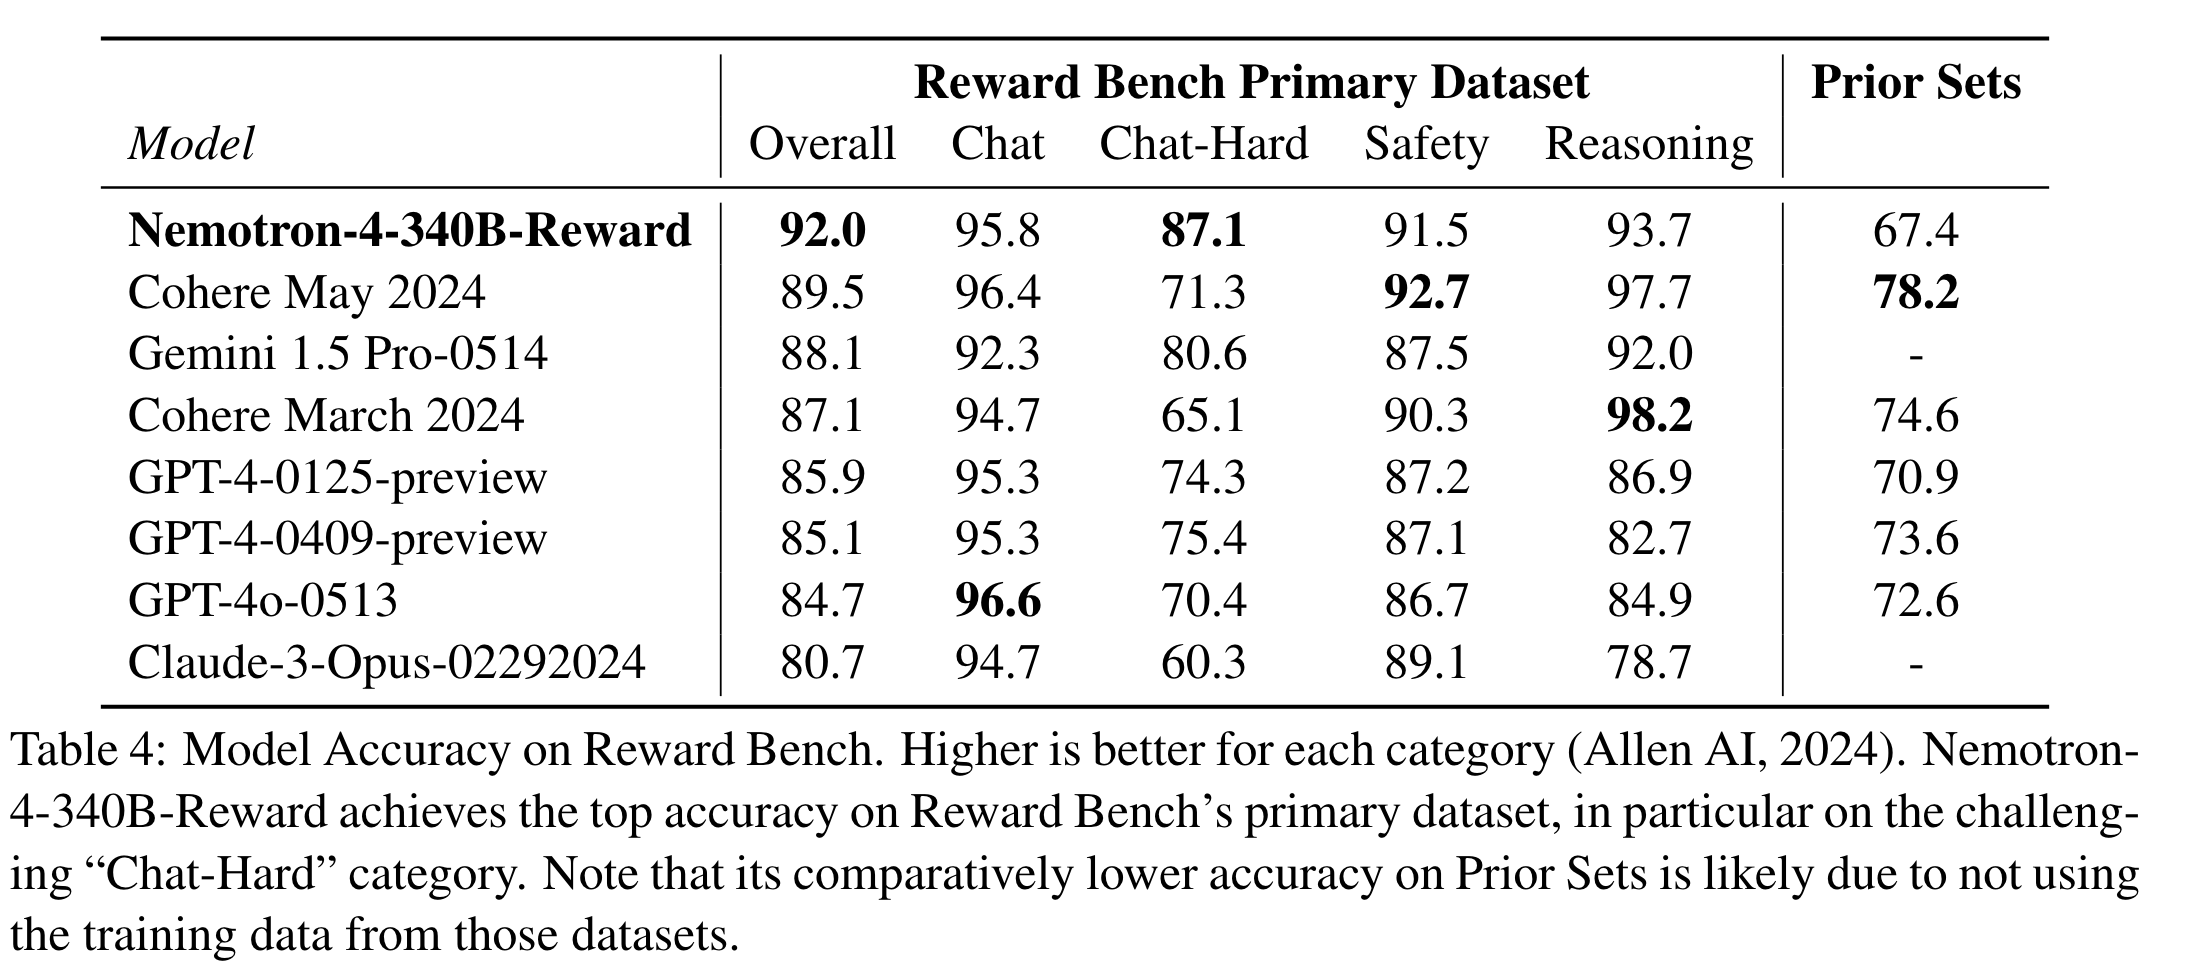 Reward Bench Primary Dataset Prior Sets
Model Overall Chat Chat-Hard Safety Reasoning
Nemotron-4-340B-Reward 92.0 95.8 87.1 91.5 93.7 67.4
Cohere May 2024 89.5 96.4 71.3 92.7 97.7 78.2
Gemini 1.5 Pro-0514 88.1 92.3 80.6 87.5 92.0 -
Cohere March 2024 87.1 94.7 65.1 90.3 98.2 74.6
GPT-4-0125-preview 85.9 95.3 74.3 87.2 86.9 70.9
GPT-4-0409-preview 85.1 95.3 75.4 87.1 82.7 73.6
GPT-4o-0513 84.7 96.6 70.4 86.7 84.9 72.6
Claude-3-Opus-02292024 80.7 94.7 60.3 89.1 78.7 -
Table 4: Model Accuracy on Reward Bench. Higher is better for each category (Allen AI, 2024). Nemotron-
4-340B-Reward achieves the top accuracy on Reward Bench’s primary dataset, in particular on the challeng-
ing “Chat-Hard” category. Note that its comparatively lower accuracy on Prior Sets is likely due to not using
the training data from those datasets.